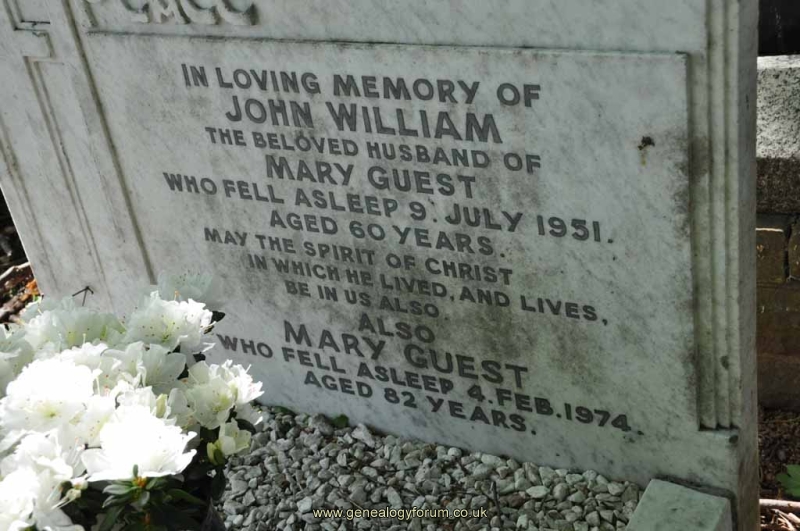 IN LOVING MEMORY OF
JOHN WILLIAM
THE BELOVED HUSBAND OF
MARY GUEST
WHO FELL ASLEEP 9. JULY 1951.
AGED 60 YEARS.
MAY THE SPIRIT OF CHRIST
IN WHICH HE LIVED, AND LIVES,
BE IN US ALSO.
ALSO
MARY GUEST
WHO FELL ASLEEP 4. FEB. 1974.
AGED 82 YEARS.
www.genealogyforum.co.uk